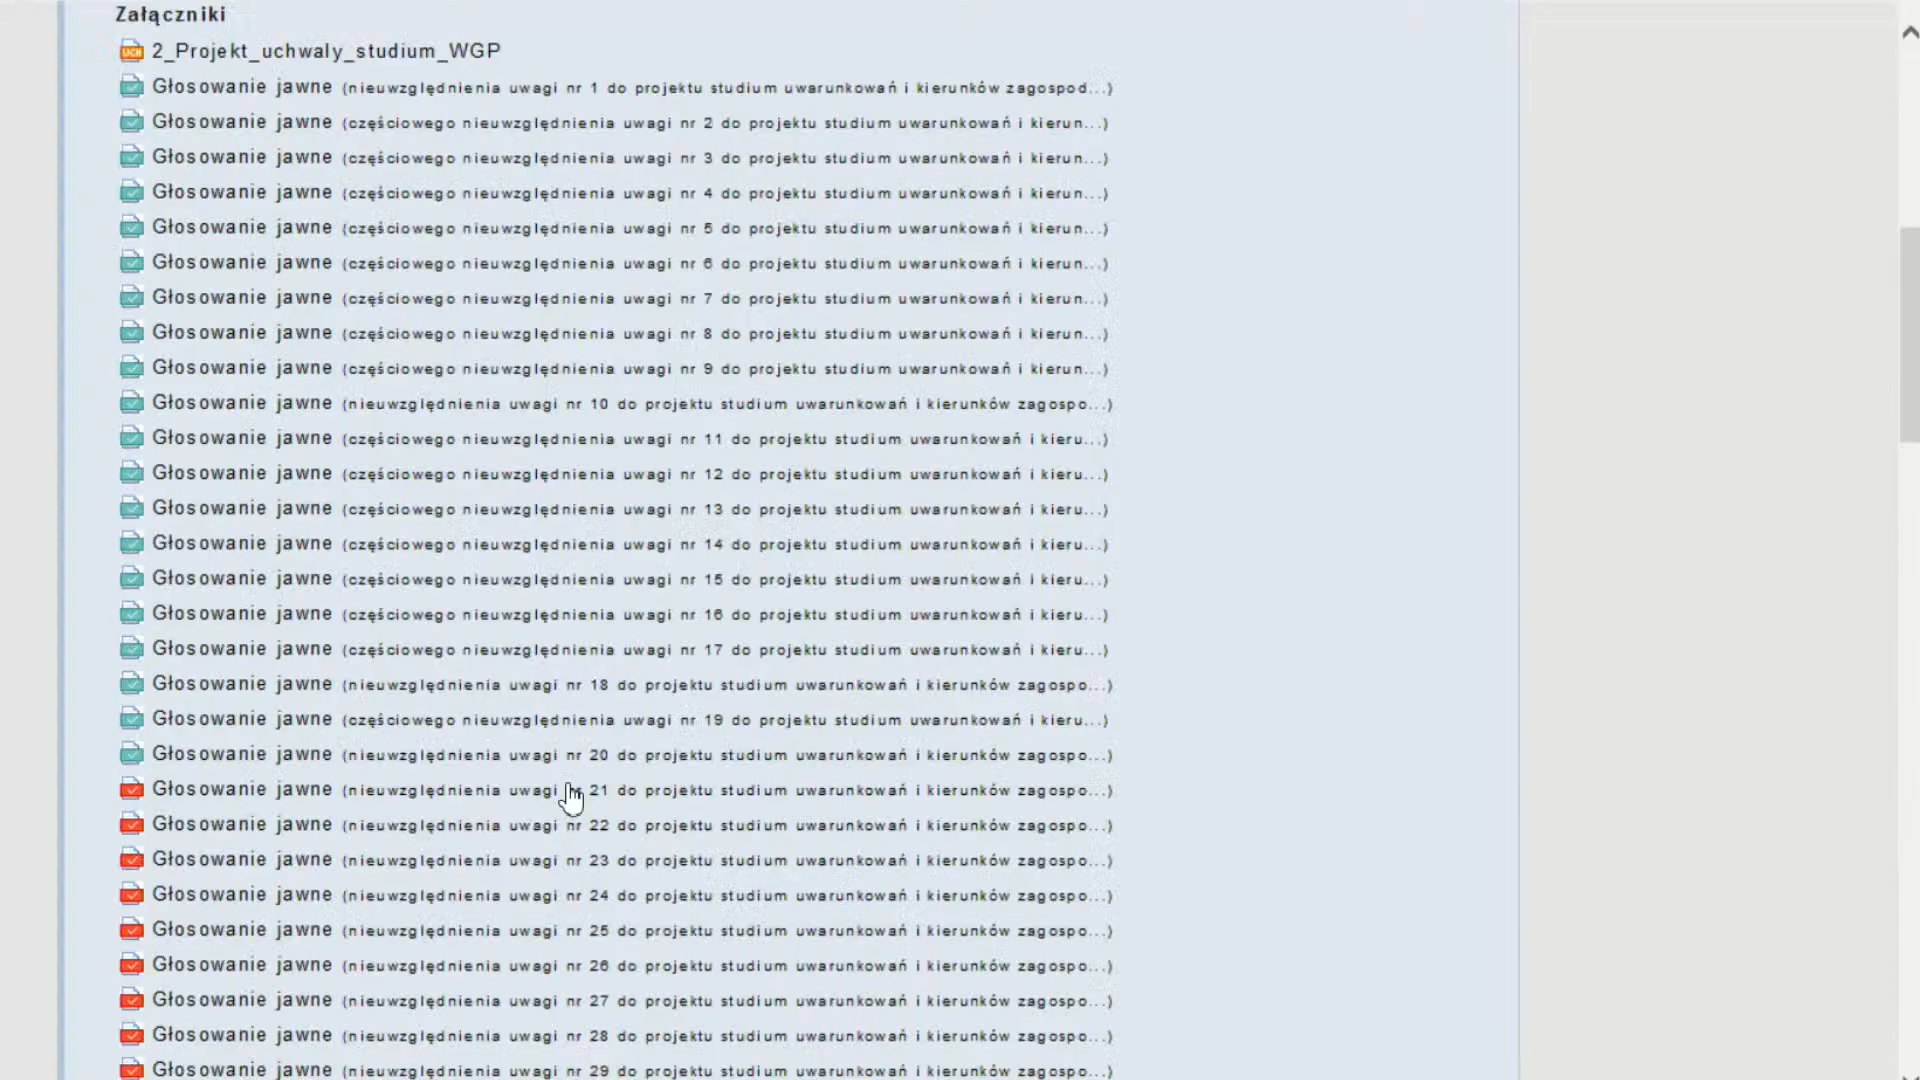 Załączniki
UCH 2_Projekt_uchwaly_studium_WGP
Głosowanie jawne (nieuwzględnienia uwagi nr 1 do projektu studium uwarunkowań i kierunków zagospod...)
Głosowanie jawne (częściowego nieuwzględnienia uwagi nr 2 do projektu studium uwarunkowań i kierun...)
Głosowanie jawne (częściowego nieuwzględnienia uwagi nr 3 do projektu studium uwarunkowań i kierun...)
Głosowanie jawne (częściowego nieuwzględnienia uwagi nr 4 do projektu studium uwarunkowań i kierun...)
Głosowanie jawne (częściowego nieuwzględnienia uwagi nr 5 do projektu studium uwarunkowań i kierun...)
Głosowanie jawne (częściowego nieuwzględnienia uwagi nr 6 do projektu studium uwarunkowań i kierun...)
Głosowanie jawne (częściowego nieuwzględnienia uwagi nr 7 do projektu studium uwarunkowań i kierun...)
Głosowanie jawne (częściowego nieuwzględnienia uwagi nr 8 do projektu studium uwarunkowań i kierun...)
Głosowanie jawne (częściowego nieuwzględnienia uwagi nr 9 do projektu studium uwarunkowań i kierun...)
Głosowanie jawne (nieuwzględnienia uwagi nr 10 do projektu studium uwarunkowań i kierunków zagospo...)
Głosowanie jawne (częściowego nieuwzględnienia uwagi nr 11 do projektu studium uwarunkowań i kieru...)
Głosowanie jawne (częściowego nieuwzględnienia uwagi nr 12 do projektu studium uwarunkowań i kieru...)
Głosowanie jawne (częściowego nieuwzględnienia uwagi nr 13 do projektu studium uwarunkowań i kieru...)
Głosowanie jawne (częściowego nieuwzględnienia uwagi nr 14 do projektu studium uwarunkowań i kieru...)
Głosowanie jawne (częściowego nieuwzględnienia uwagi nr 15 do projektu studium uwarunkowań i kieru...)
Głosowanie jawne (częściowego nieuwzględnienia uwagi nr 16 do projektu studium uwarunkowań i kieru...)
Głosowanie jawne (częściowego nieuwzględnienia uwagi nr 17 do projektu studium uwarunkowań i kieru...)
Głosowanie jawne (nieuwzględnienia uwagi nr 18 do projektu studium uwarunkowań i kierunków zagospo...)
Głosowanie jawne (częściowego nieuwzględnienia uwagi nr 19 do projektu studium uwarunkowań i kieru...)
Głosowanie jawne (nieuwzględnienia uwagi nr 20 do projektu studium uwarunkowań i kierunków zagospo...)
Głosowanie jawne (nieuwzględnienia uwagi nr 21 do projektu studium uwarunkowań i kierunków zagospo...)
Głosowanie jawne (nieuwzględnienia uwagi nr 22 do projektu studium uwarunkowań i kierunków zagospo...)
Głosowanie jawne (nieuwzględnienia uwagi nr 23 do projektu studium uwarunkowań i kierunków zagospo...)
Głosowanie jawne (nieuwzględnienia uwagi nr 24 do projektu studium uwarunkowań i kierunków zagospo...)
Głosowanie jawne (nieuwzględnienia uwagi nr 25 do projektu studium uwarunkowań i kierunków zagospo...)
Głosowanie jawne (nieuwzględnienia uwagi nr 26 do projektu studium uwarunkowań i kierunków zagospo...)
Głosowanie jawne (nieuwzględnienia uwagi nr 27 do projektu studium uwarunkowań i kierunków zagospo...)
Głosowanie jawne (nieuwzględnienia uwagi nr 28 do projektu studium uwarunkowań i kierunków zagospo...)
Głosowanie jawne (nieuwzględnienia uwagi nr 29 do projektu studium uwarunkowań i kierunków zagospo...)